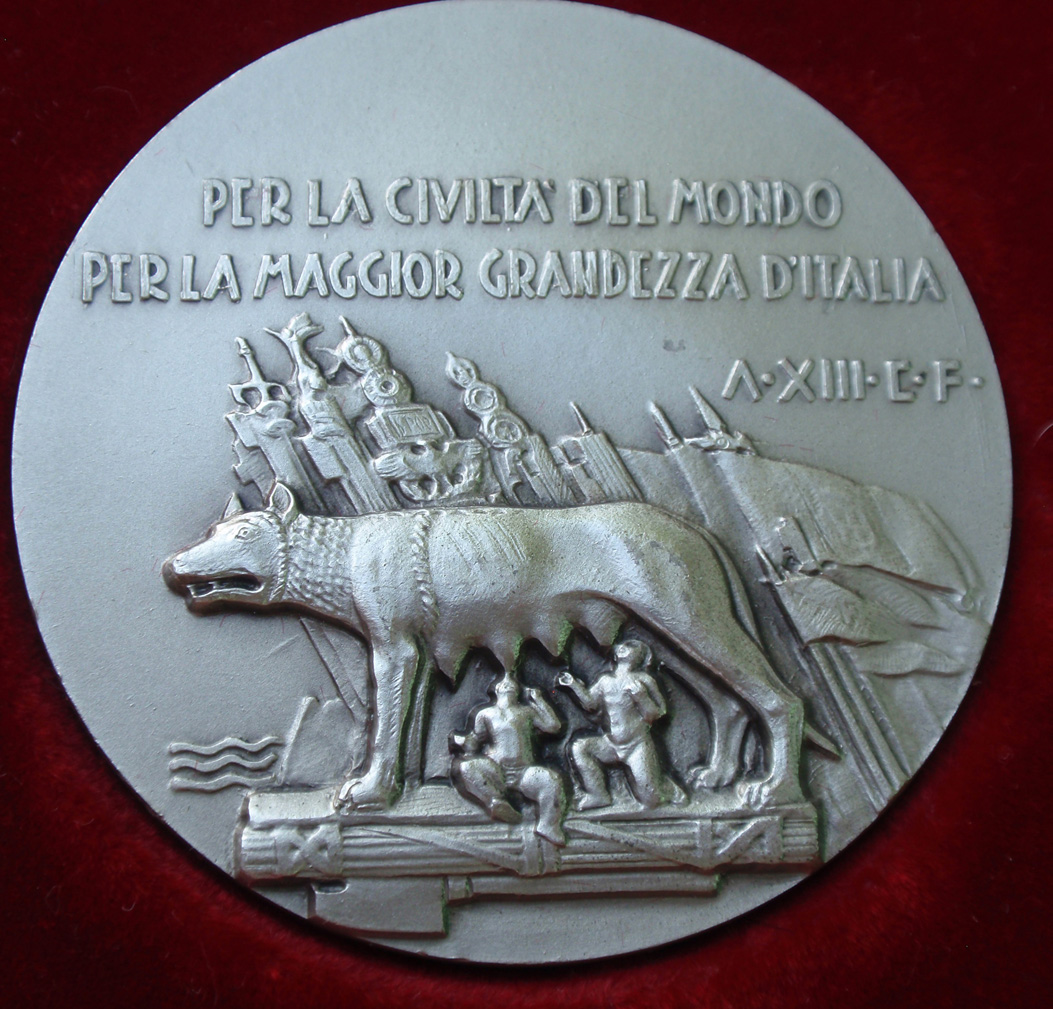 PER LA CIVILTA' DEL MONDO
PER LA MAGGIOR GRANDEZZA D'ITALIA
A·XIII·E·F·